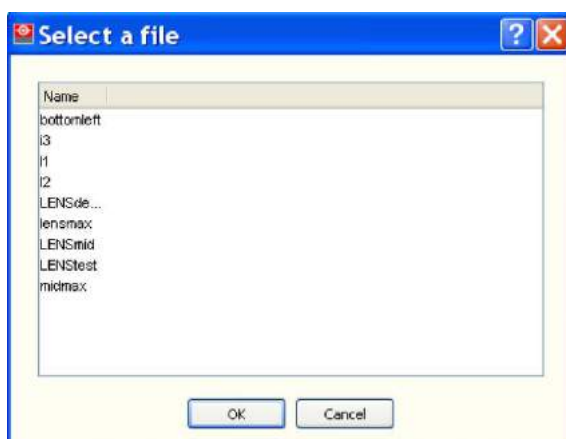 Select a file
Name
bottomleft
i3
l1
l2
LENSde...
lensmax
LENSmid
LENStest
midmax
OK Cancel